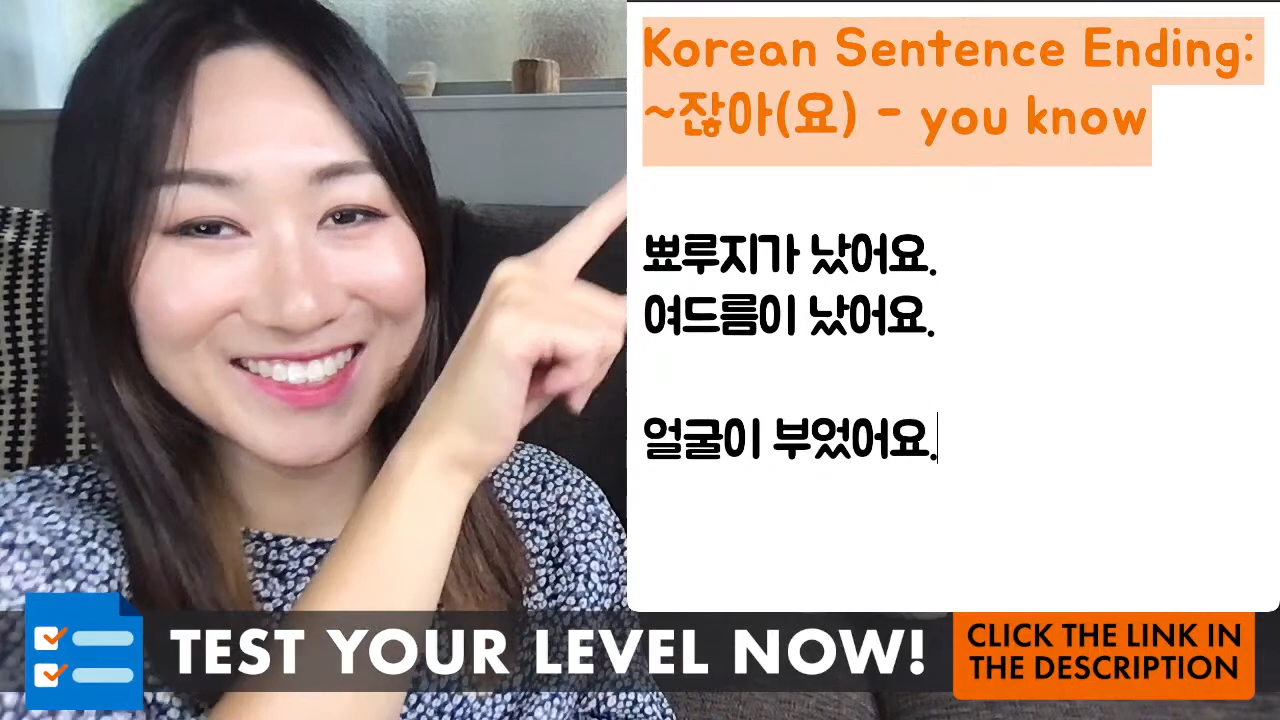 Korean Sentence Ending:
~잖아(요) - you know
뾰루지가 났어요.
여드름이 났어요.
얼굴이 부었어요.
TEST YOUR LEVEL NOW!
CLICK THE LINK IN
THE DESCRIPTION